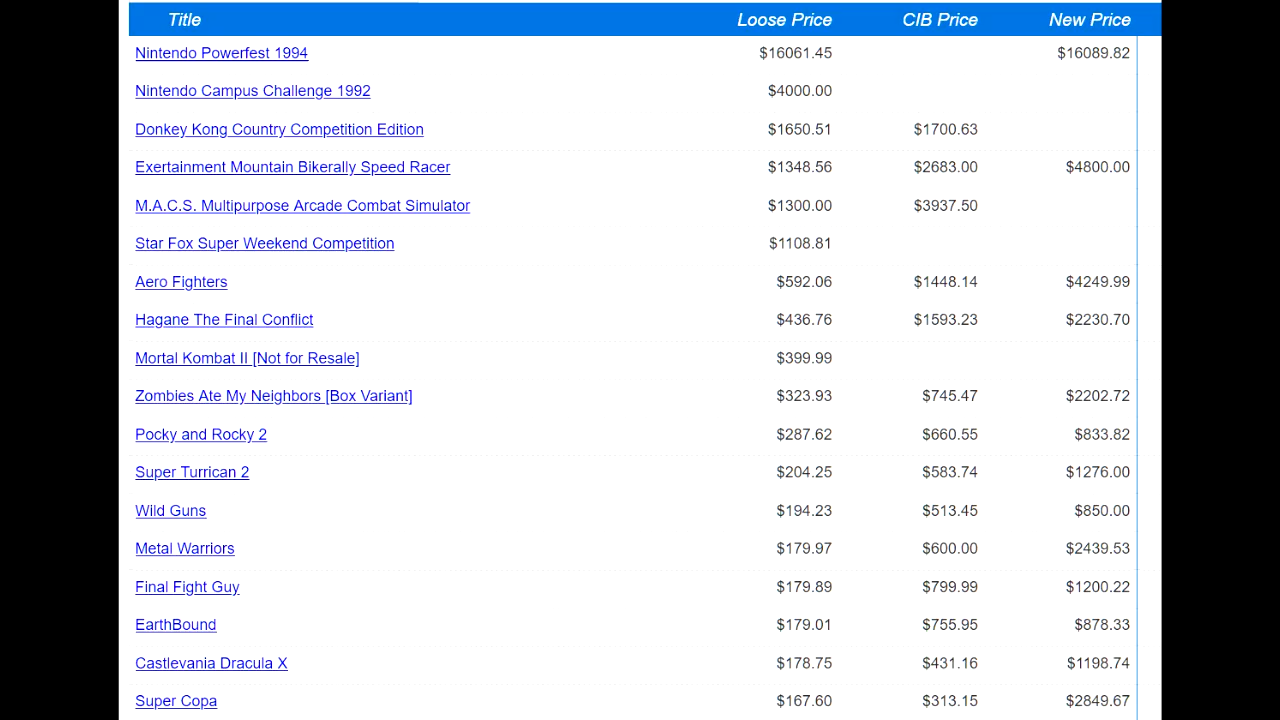 Title Loose Price CIB Price New Price
Nintendo Powerfest 1994 $16061.45 $16089.82
Nintendo Campus Challenge 1992 $4000.00
Donkey Kong Country Competition Edition $1650.51 $1700.63
Exertainment Mountain Bikerally Speed Racer $1348.56 $2683.00 $4800.00
M.A.C.S. Multipurpose Arcade Combat Simulator $1300.00 $3937.50
Star Fox Super Weekend Competition $1108.81
Aero Fighters $592.06 $1448.14 $4249.99
Hagane The Final Conflict $436.76 $1593.23 $2230.70
Mortal Kombat II [Not for Resale] $399.99
Zombies Ate My Neighbors [Box Variant] $323.93 $745.47 $2202.72
Pocky and Rocky 2 $287.62 $660.55 $833.82
Super Turrican 2 $204.25 $583.74 $1276.00
Wild Guns $194.23 $513.45 $850.00
Metal Warriors $179.97 $600.00 $2439.53
Final Fight Guy $179.89 $799.99 $1200.22
EarthBound $179.01 $755.95 $878.33
Castlevania Dracula X $178.75 $431.16 $1198.74
Super Copa $167.60 $313.15 $2849.67